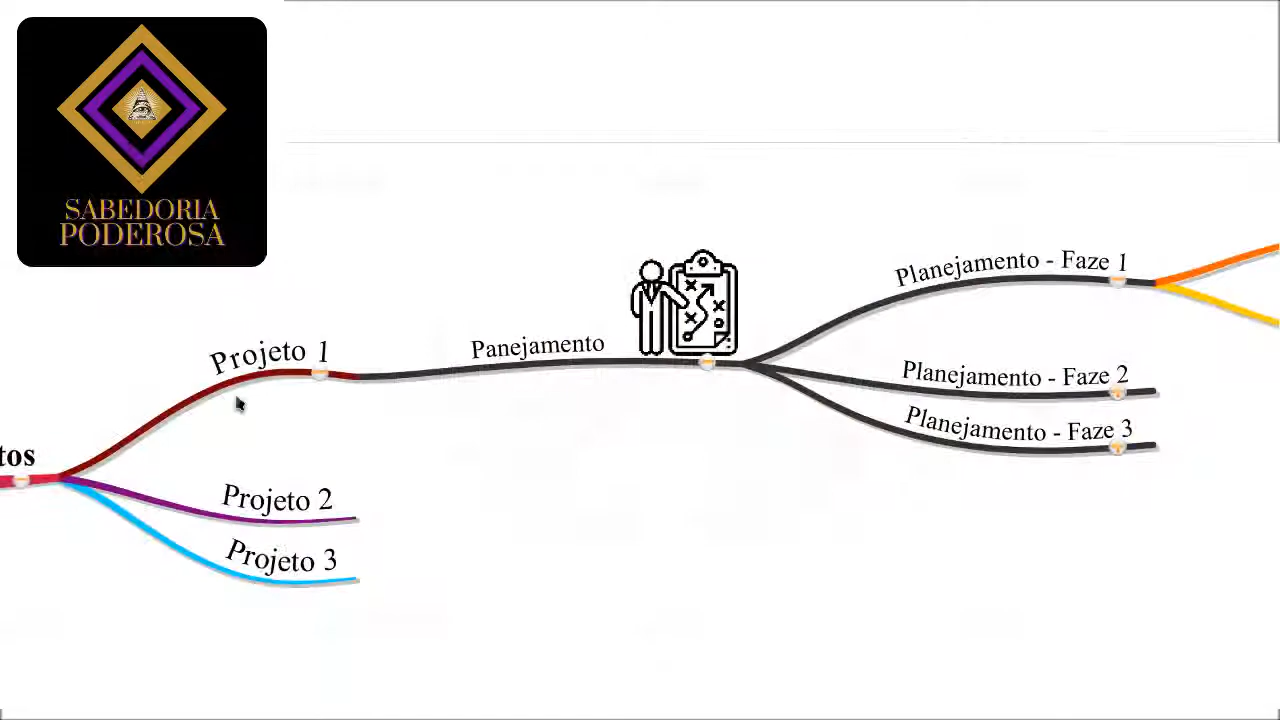 SABEDORIA
PODEROSA
Planejamento - Faze 1
Panejamento
Projeto 1
Planejamento - Faze 2
Planejamento - Faze 3
tos
Projeto 2
Projeto 3